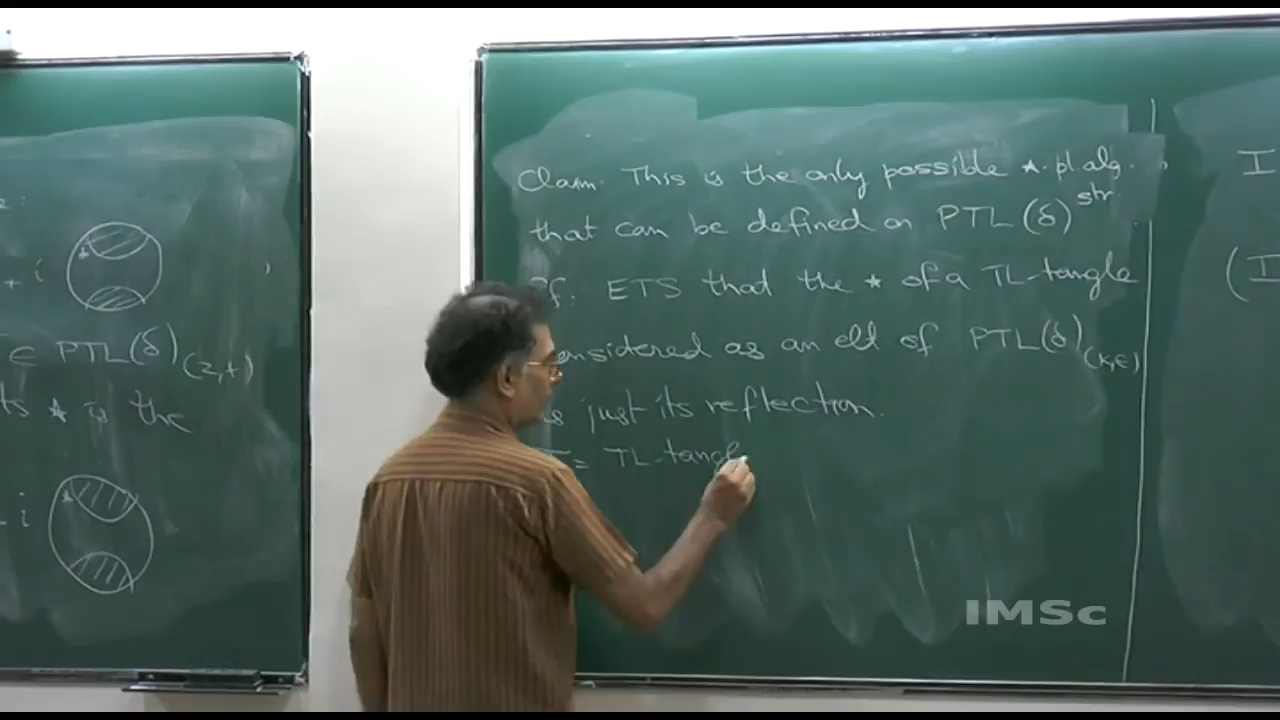 e:
+ i
∈ PTL(δ)(2,+)
ts * is the
- i
Claim. This is the only possible *-pl.alg. str
that can be defined on PTL(δ)
Pf. ETS that the * of a TL-tangle
considered as an elt of PTL(δ)(k,ε)
is just its reflection.
T = TL-tangle
I
(I
IMSc